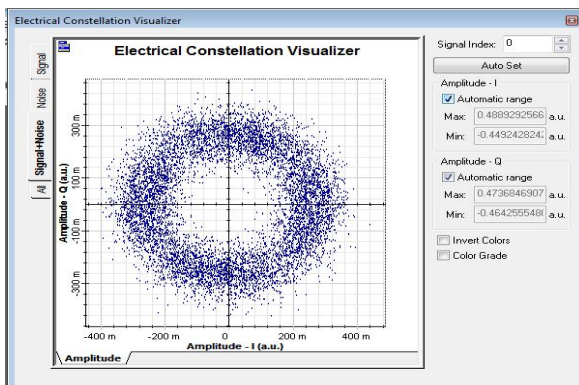 Electrical Constellation Visualizer
Electrical Constellation Visualizer
Signal Index: 0
Auto Set
Amplitude - I
Automatic range
Max: 0.4889292566 a.u.
Min: -0.449242824 a.u.
Amplitude - Q
Automatic range
Max: 0.4736846907 a.u.
Min: -0.464255548 a.u.
Invert Colors
Color Grade
Signal
Noise
Signal+Noise
All
Amplitude - Q (a.u.)
300 m
100 m
-100 m
-300 m
-400 m -200 m 0 200 m 400 m
Amplitude - I (a.u.)
Amplitude